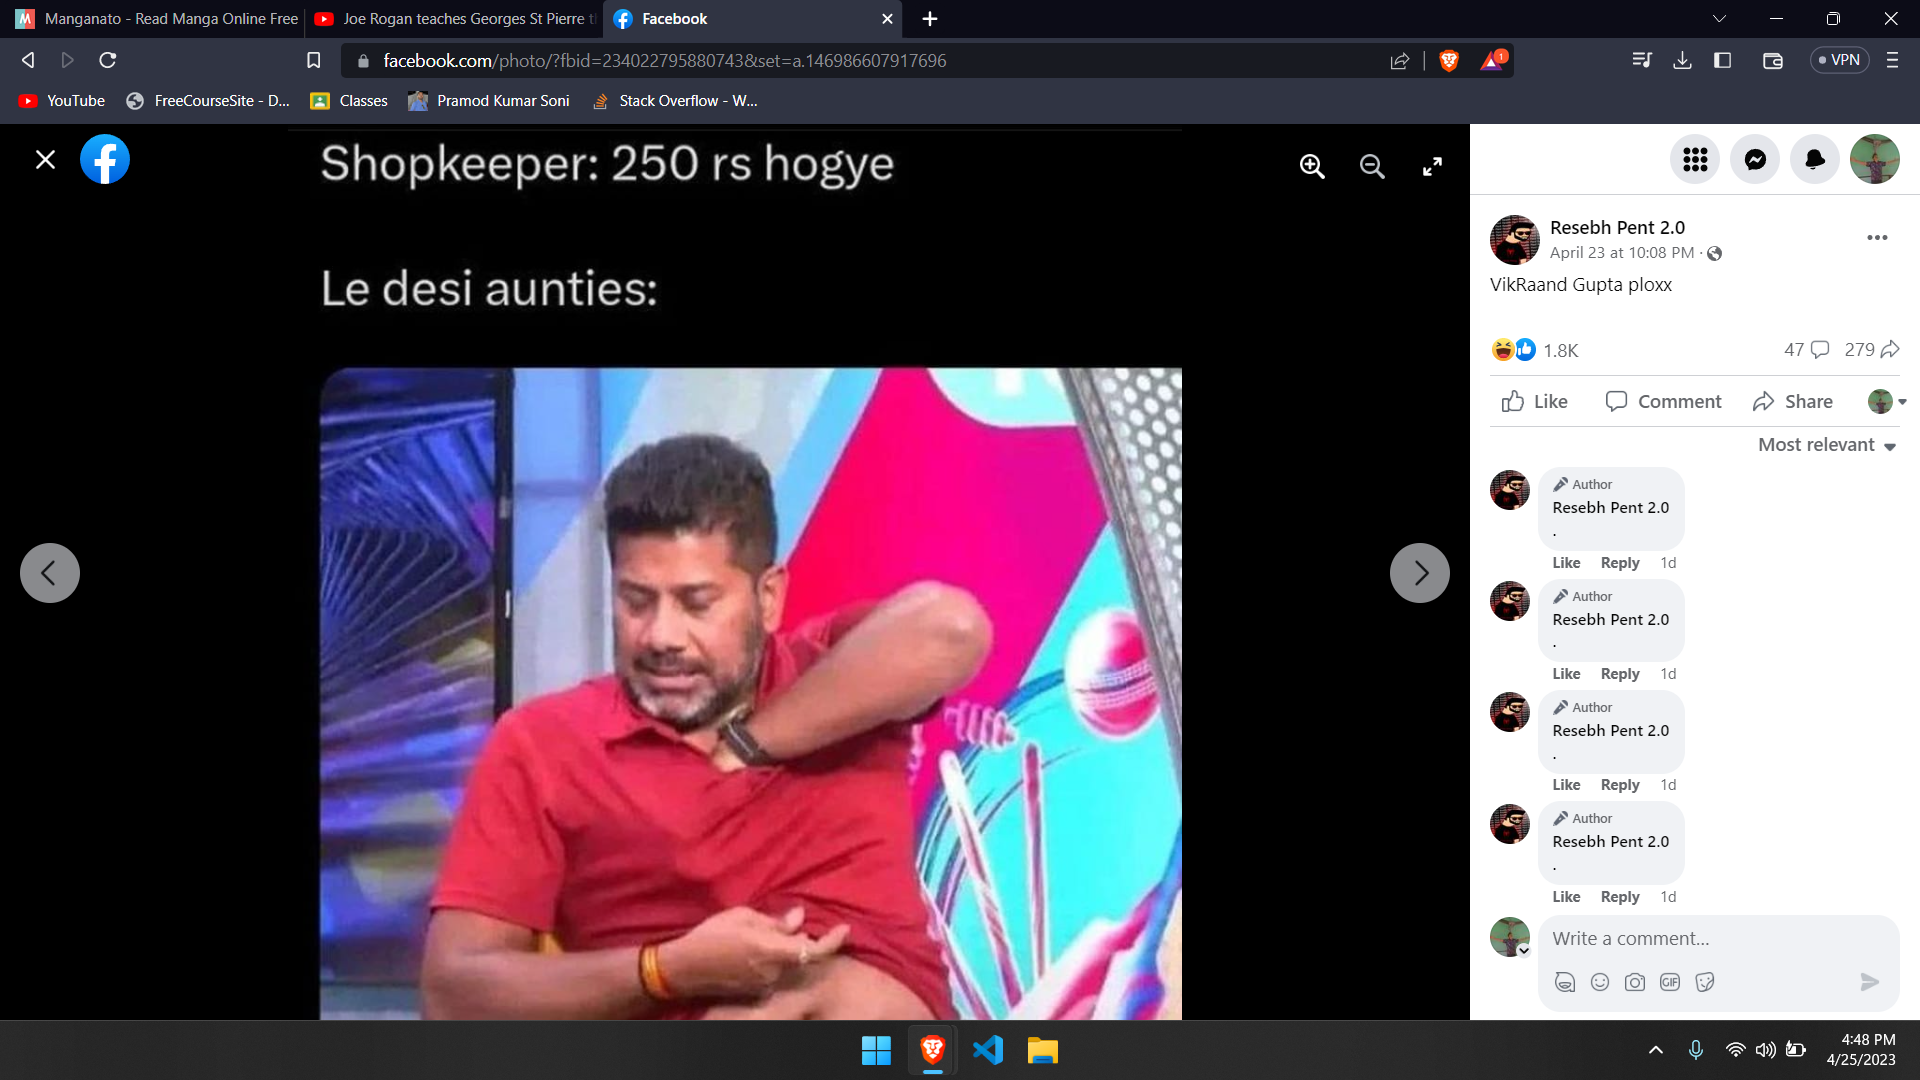 Manganato - Read Manga Online Free
Joe Rogan teaches Georges St Pierre t
Facebook
facebook.com/photo/?fbid=234022795880743&set=a.146986607917696
1
VPN
YouTube
FreeCourseSite - D...
Classes
Pramod Kumar Soni
Stack Overflow - W...
Shopkeeper: 250 rs hogye
Le desi aunties:
Resebh Pent 2.0
April 23 at 10:08 PM ·
VikRaand Gupta ploxx
1.8K
47
279
Like
Comment
Share
Most relevant
Author
Resebh Pent 2.0
.
Like Reply 1d
Author
Resebh Pent 2.0
.
Like Reply 1d
Author
Resebh Pent 2.0
.
Like Reply 1d
Author
Resebh Pent 2.0
.
Like Reply 1d
Write a comment...
GIF
4:48 PM
4/25/2023